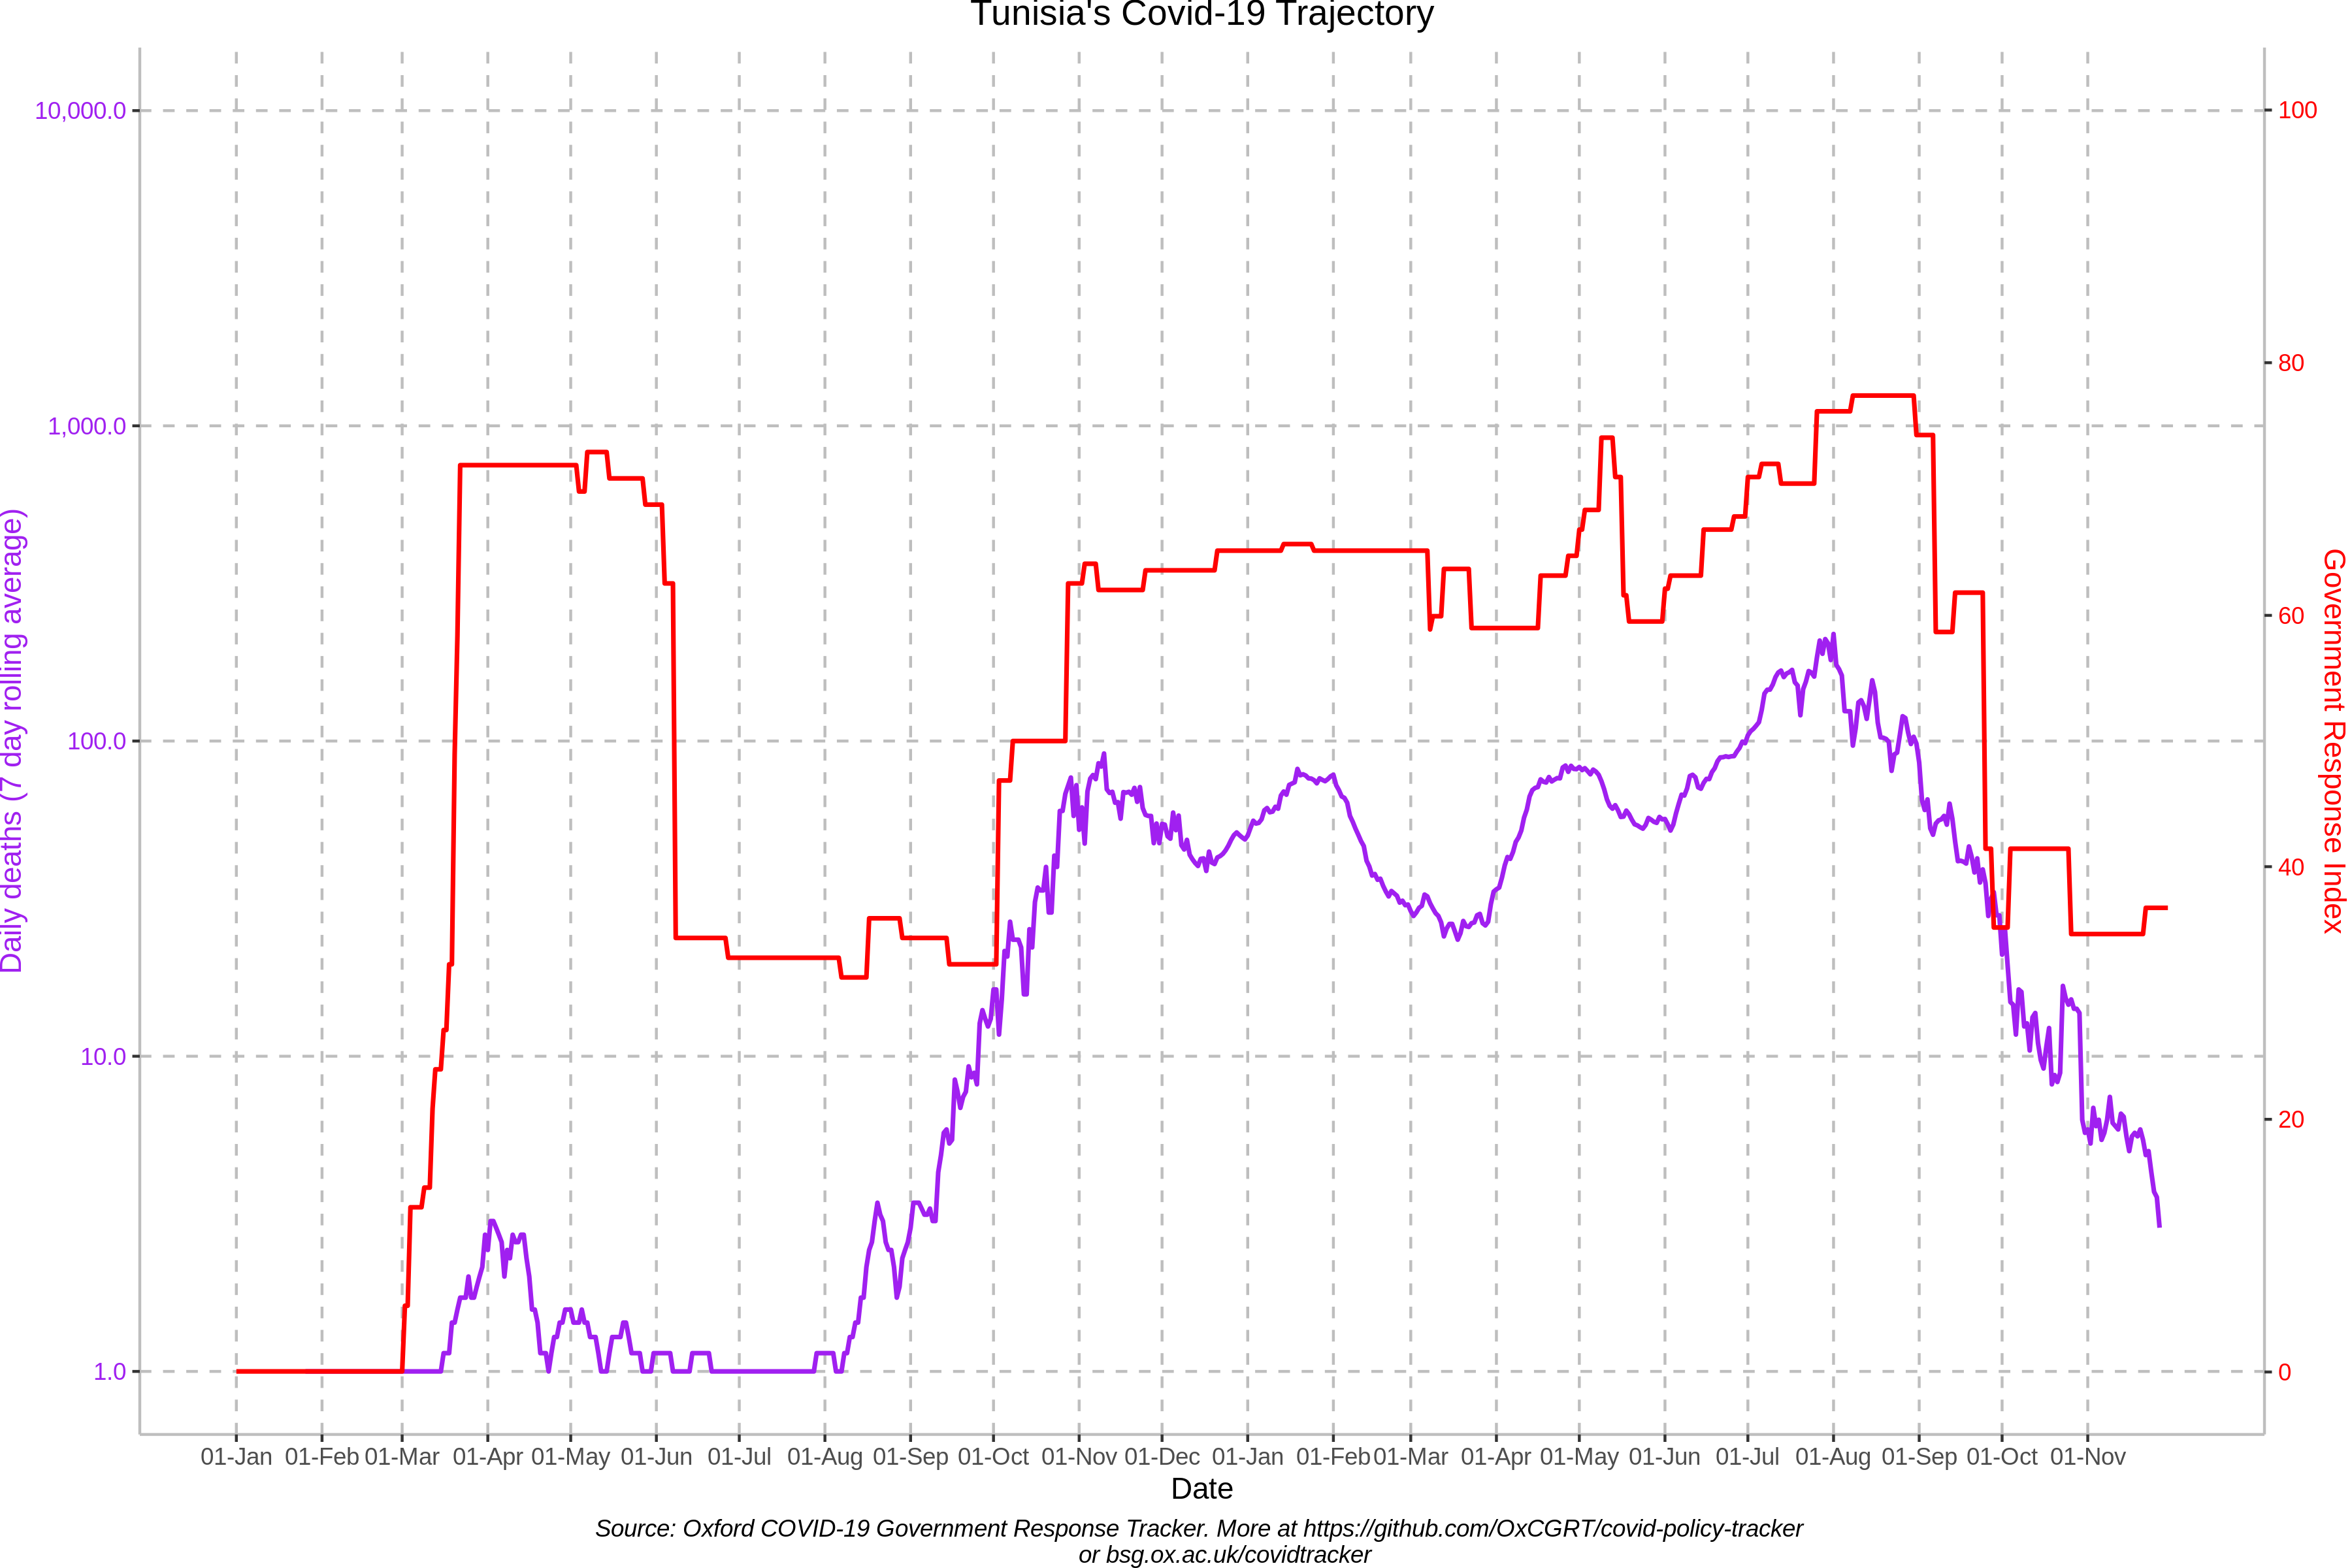 Tunisia's Covid-19 Trajectory
10,000.0
1,000.0
100.0
10.0
1.0
Daily deaths (7 day rolling average)
100
80
60
40
20
0
Government Response Index
01-Jan 01-Feb 01-Mar 01-Apr 01-May 01-Jun 01-Jul 01-Aug 01-Sep 01-Oct 01-Nov 01-Dec 01-Jan 01-Feb 01-Mar 01-Apr 01-May 01-Jun 01-Jul 01-Aug 01-Sep 01-Oct 01-Nov
Date
Source: Oxford COVID-19 Government Response Tracker. More at https://github.com/OxCGRT/covid-policy-tracker
or bsg.ox.ac.uk/covidtracker